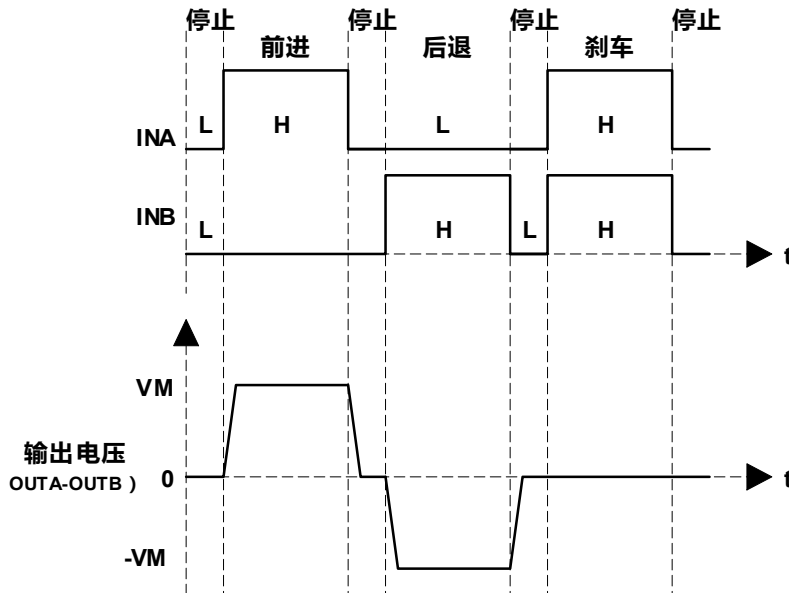 停止 停止 停止 停止
前进 后退 刹车
L H L H
INA
INB
L H L H
t
VM
输出电压
OUTA-OUTB ） 0 t
-VM